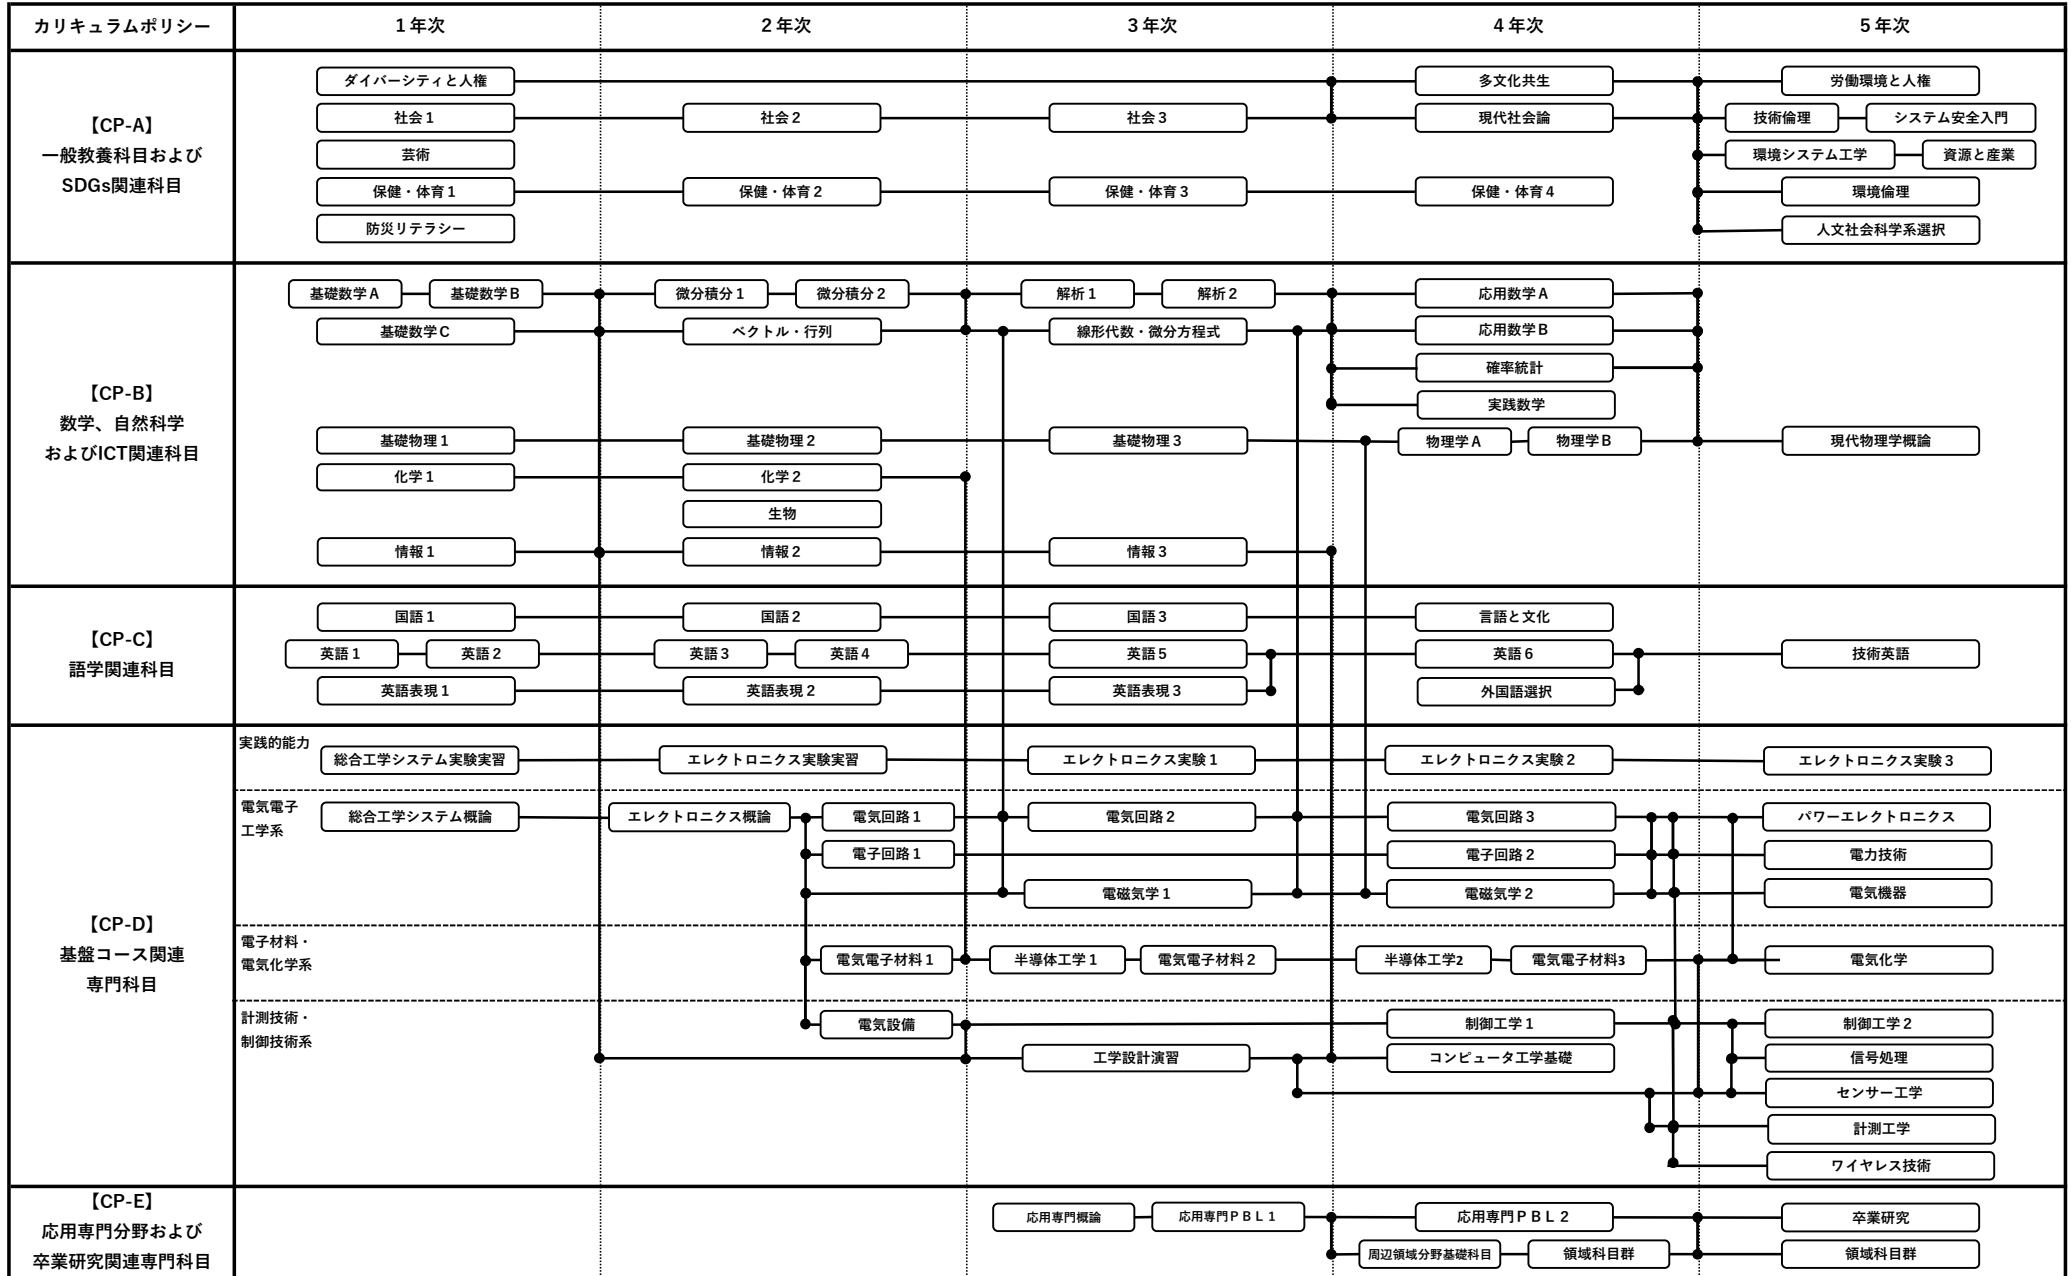 カリキュラムポリシー
1年次
2年次
3年次
4年次
5年次
【CP-A】
一般教養科目および
SDGs関連科目
ダイバーシティと人権
多文化共生
労働環境と人権
社会1
社会2
社会3
現代社会論
技術倫理
システム安全入門
芸術
環境システム工学
資源と産業
保健・体育1
保健・体育2
保健・体育3
保健・体育4
環境倫理
防災リテラシー
人文社会科学系選択
【CP-B】
数学、自然科学
およびICT関連科目
基礎数学A
基礎数学B
微分積分1
微分積分2
解析1
解析2
応用数学A
基礎数学C
ベクトル・行列
線形代数・微分方程式
応用数学B
確率統計
実践数学
基礎物理1
基礎物理2
基礎物理3
物理学A
物理学B
現代物理学概論
化学1
化学2
生物
情報1
情報2
情報3
【CP-C】
語学関連科目
国語1
国語2
国語3
言語と文化
英語1
英語2
英語3
英語4
英語5
英語6
技術英語
英語表現1
英語表現2
英語表現3
外国語選択
【CP-D】
基盤コース関連
専門科目
実践的能力
総合工学システム実験実習
エレクトロニクス実験実習
エレクトロニクス実験1
エレクトロニクス実験2
エレクトロニクス実験3
電気電子
工学系
総合工学システム概論
エレクトロニクス概論
電気回路1
電気回路2
電気回路3
パワーエレクトロニクス
電子回路1
電子回路2
電力技術
電磁気学1
電磁気学2
電気機器
電子材料・
電気化学系
電気電子材料1
半導体工学1
電気電子材料2
半導体工学2
電気電子材料3
電気化学
計測技術・
制御技術系
電気設備
制御工学1
制御工学2
工学設計演習
コンピュータ工学基礎
信号処理
センサー工学
計測工学
ワイヤレス技術
【CP-E】
応用専門分野および
卒業研究関連専門科目
応用専門概論
応用専門PBL1
応用専門PBL2
卒業研究
周辺領域分野基礎科目
領域科目群
領域科目群